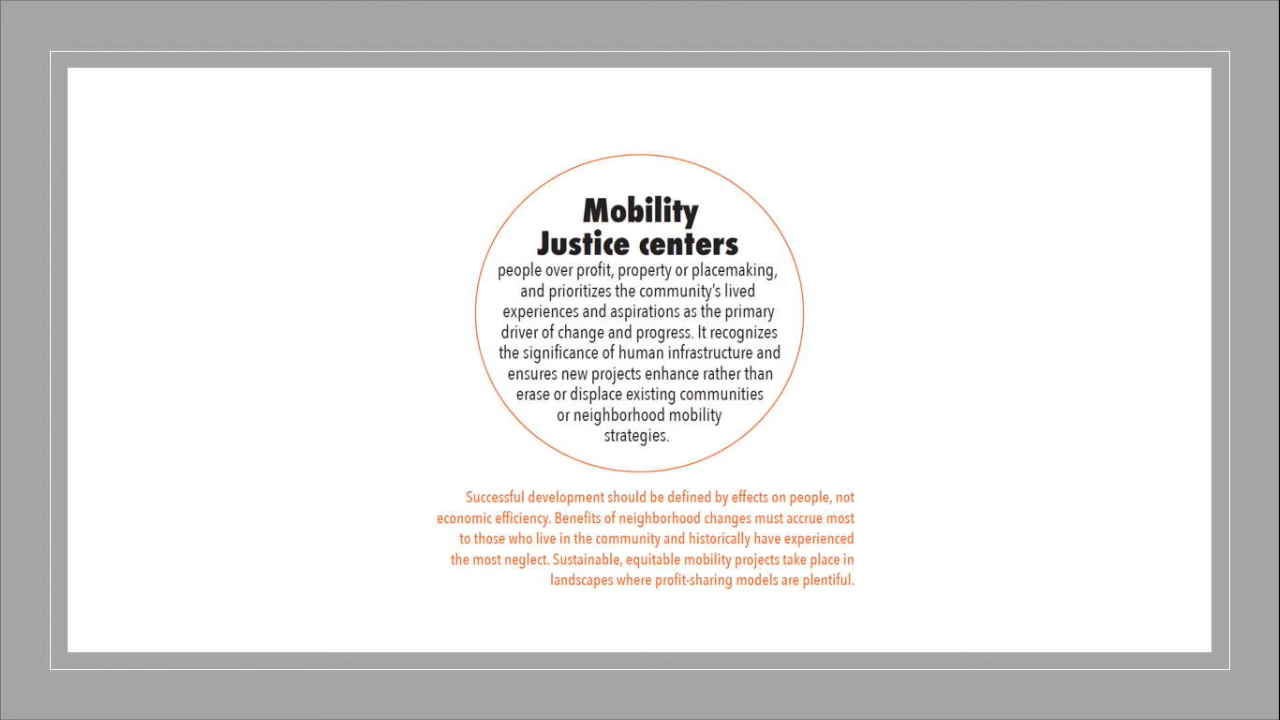 Mobility
Justice centers
people over profit, property or placemaking,
and prioritizes the community's lived
experiences and aspirations as the primary
driver of change and progress. It recognizes
the significance of human infrastructure and
ensures new projects enhance rather than
erase or displace existing communities
or neighborhood mobility
strategies.
Successful development should be defined by effects on people, not
economic efficiency. Benefits of neighborhood changes must accrue most
to those who live in the community and historically have experienced
the most neglect. Sustainable, equitable mobility projects take place in
landscapes where profit-sharing models are plentiful.